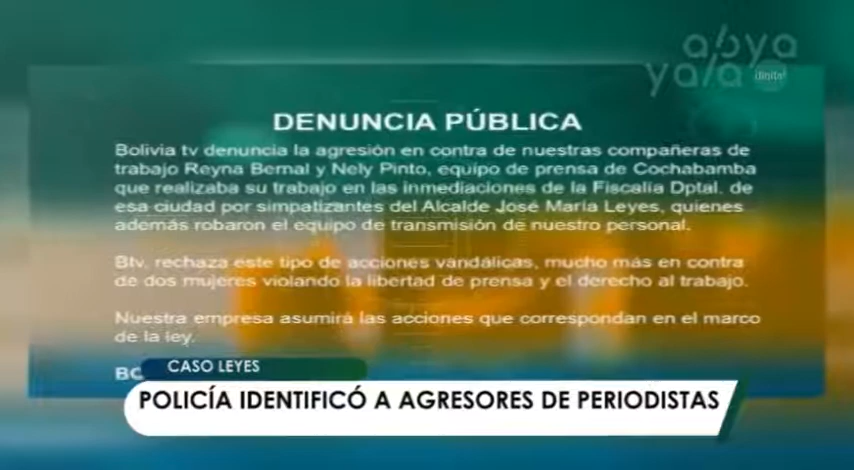 abya
yala
digital
DENUNCIA PÚBLICA
Bolivia tv denuncia la agresión en contra de nuestras compañeras de
trabajo Reyna Bernal y Nely Pinto, equipo de prensa de Cochabamba
que realizaba su trabajo en las inmediaciones de la Fiscalía Dptal. de
esa ciudad por simpatizantes del Alcalde José María Leyes, quienes
además robaron el equipo de transmisión de nuestro personal.
Btv. rechaza este tipo de acciones vandálicas, mucho más en contra
de dos mujeres violando la libertad de prensa y el derecho al trabajo.
Nuestra empresa asumirá las acciones que correspondan en el marco
de la ley.
CASO LEYES
POLICÍA IDENTIFICÓ A AGRESORES DE PERIODISTAS